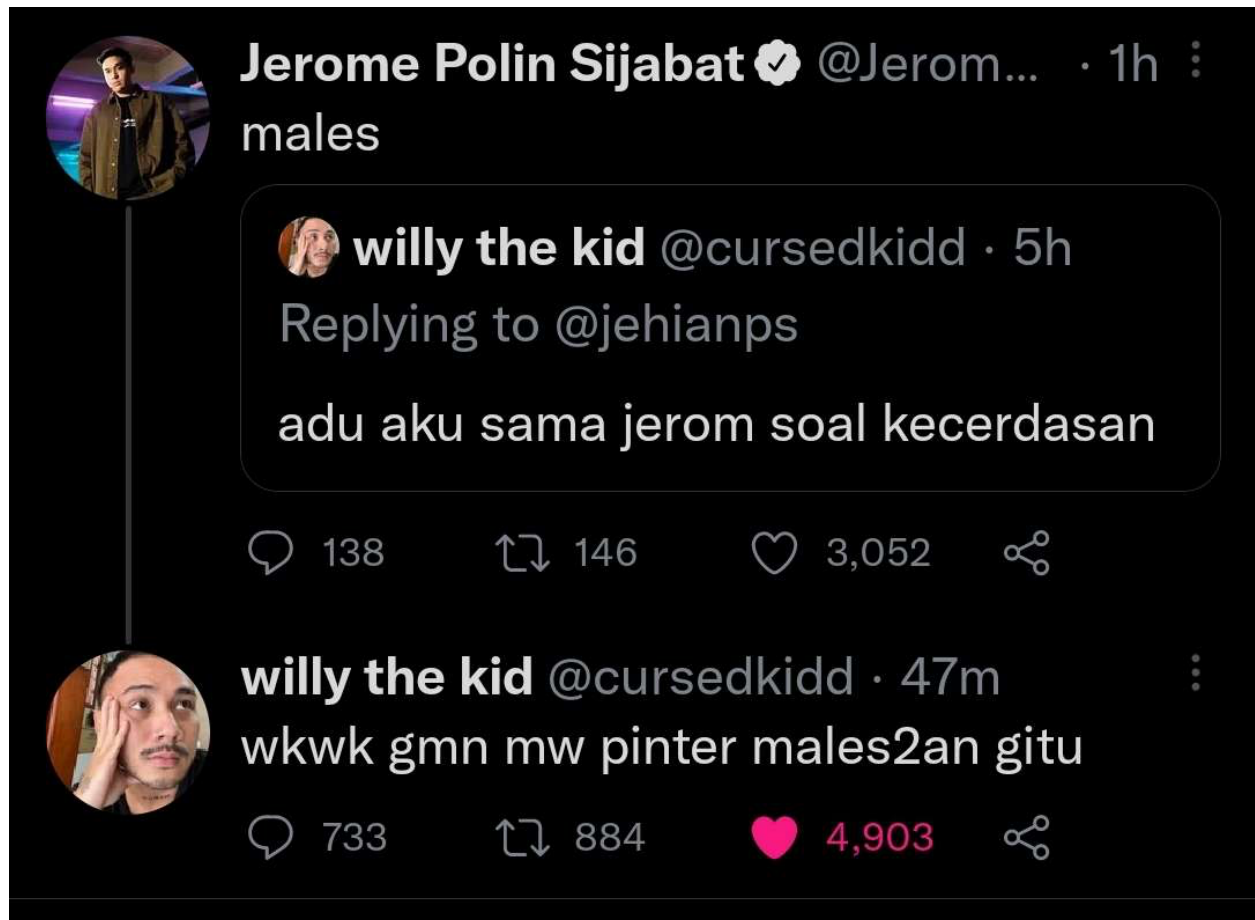 Jerome Polin Sijabat @Jerom... · 1h
males
willy the kid @cursedkidd · 5h
Replying to @jehianps
adu aku sama jerom soal kecerdasan
138 146 3,052
willy the kid @cursedkidd · 47m
wkwk gmn mw pinter males2an gitu
733 884 4,903